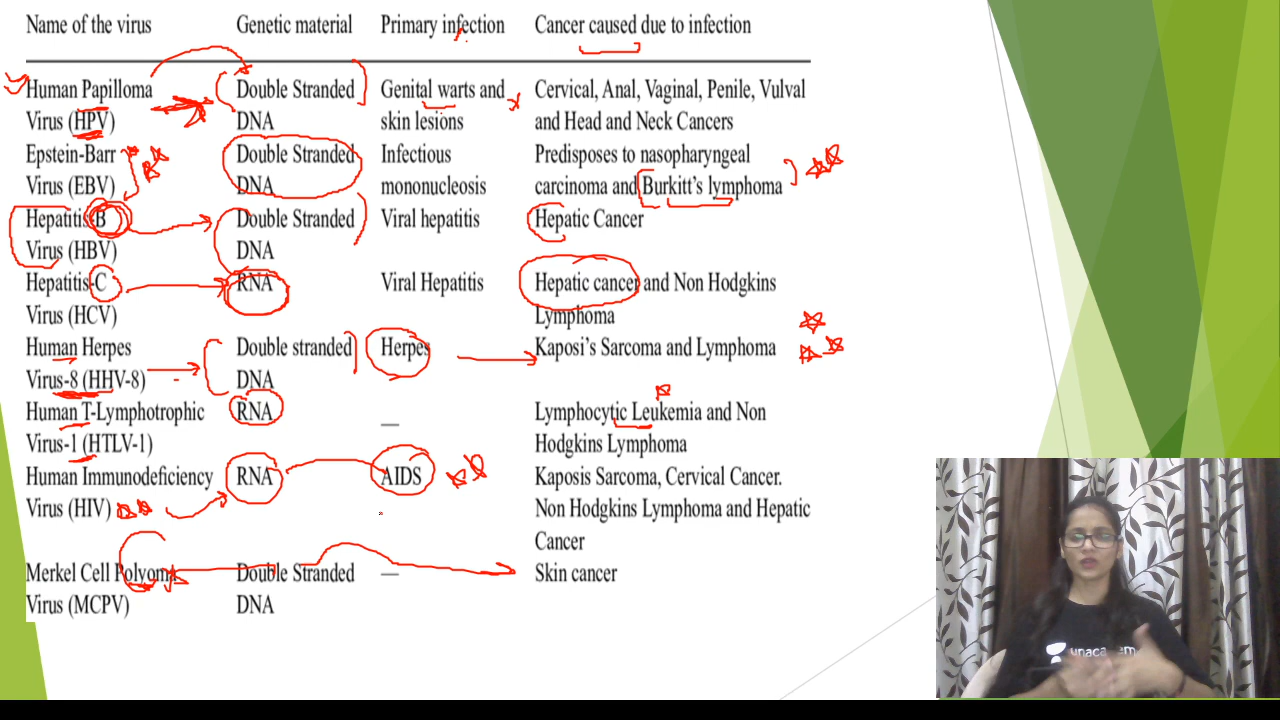 Name of the virus Genetic material Primary infection Cancer caused due to infection
Human Papilloma Double Stranded Genital warts and Cervical, Anal, Vaginal, Penile, Vulval
Virus (HPV) DNA skin lesions and Head and Neck Cancers
Epstein-Barr Double Stranded Infectious Predisposes to nasopharyngeal
Virus (EBV) DNA mononucleosis carcinoma and Burkitt's lymphoma
Hepatitis-B Double Stranded Viral hepatitis Hepatic Cancer
Virus (HBV) DNA
Hepatitis-C RNA Viral Hepatitis Hepatic cancer and Non Hodgkins
Virus (HCV) Lymphoma
Human Herpes Double stranded Herpes Kaposi's Sarcoma and Lymphoma
Virus-8 (HHV-8) DNA
Human T-Lymphotrophic RNA — Lymphocytic Leukemia and Non
Virus-1 (HTLV-1) Hodgkins Lymphoma
Human Immunodeficiency RNA AIDS Kaposis Sarcoma, Cervical Cancer.
Virus (HIV) Non Hodgkins Lymphoma and Hepatic
Cancer
Merkel Cell Polyoma Double Stranded — Skin cancer
Virus (MCPV) DNA